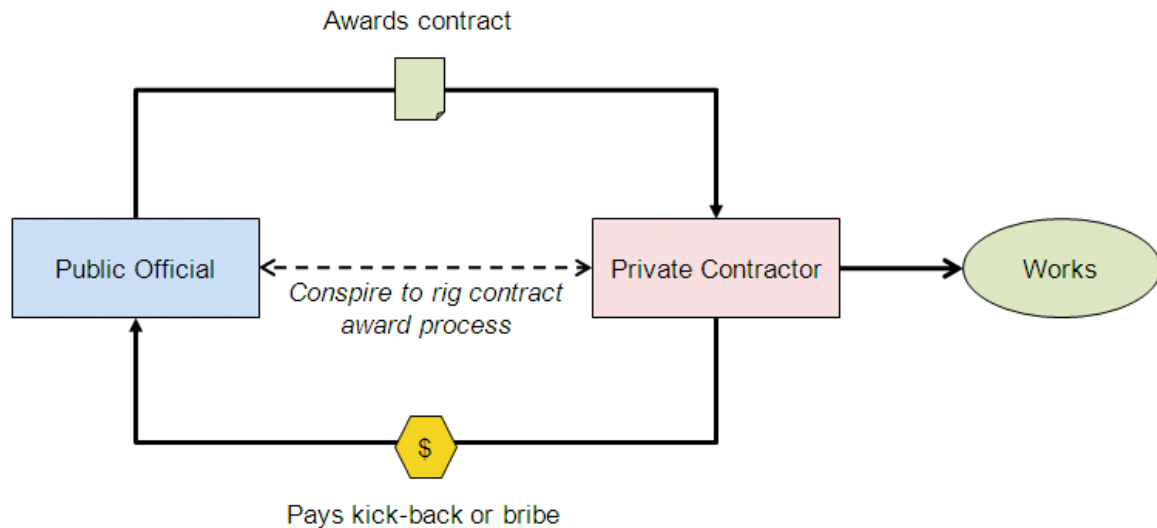 Awards contract
Public Official
Conspire to rig contract
award process
Private Contractor
Works
$
Pays kick-back or bribe